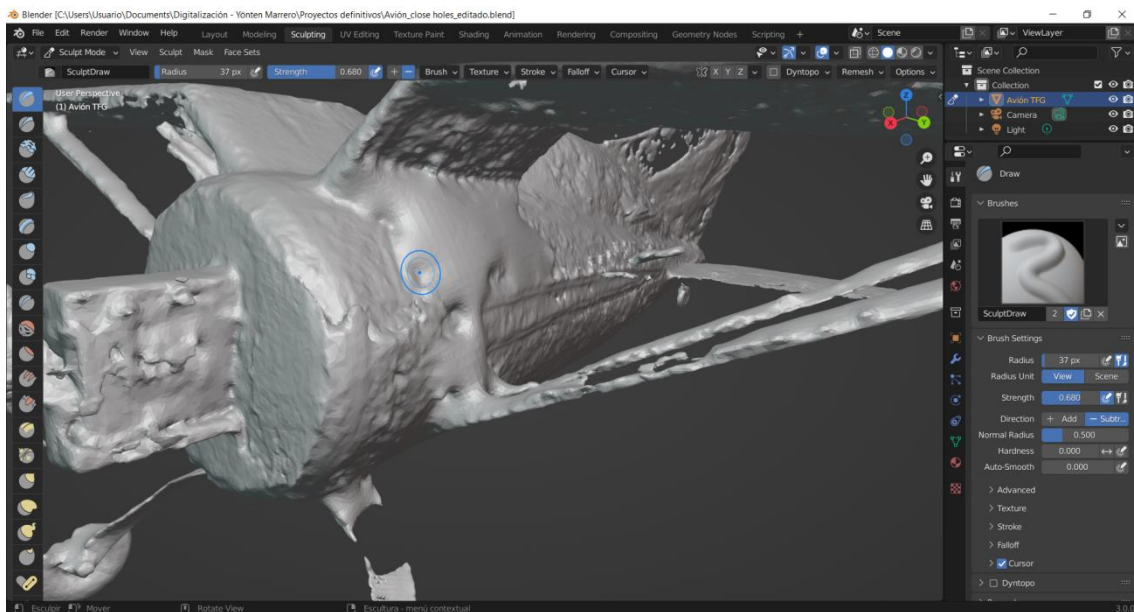 Blender [C:\Users\Usuario\Documents\Digitalización - Yónten Marrero\Proyectos definitivos\Avión_close holes_editado.blend]
File Edit Render Window Help Layout Modeling Sculpting UV Editing Texture Paint Shading Animation Rendering Compositing Geometry Nodes Scripting + Scene ViewLayer
Sculpt Mode View Sculpt Mask Face Sets
SculptDraw Radius 37 px Strength 0.680 + − Brush Texture Stroke Falloff Cursor X Y Z Dyntopo Remesh Options
User Perspective
(1) Avión TFG
Z
X
Y
Scene Collection
Collection
Avión TFG
Camera
Light
Draw
Brushes
SculptDraw 2
Brush Settings
Radius 37 px
Radius Unit View Scene
Strength 0.680
Direction + Add − Subtr...
Normal Radius 0.500
Hardness 0.000
Auto-Smooth 0.000
Advanced
Texture
Stroke
Falloff
Cursor
Dyntopo
Esculpir Mover Rotate View Escultura - menú contextual